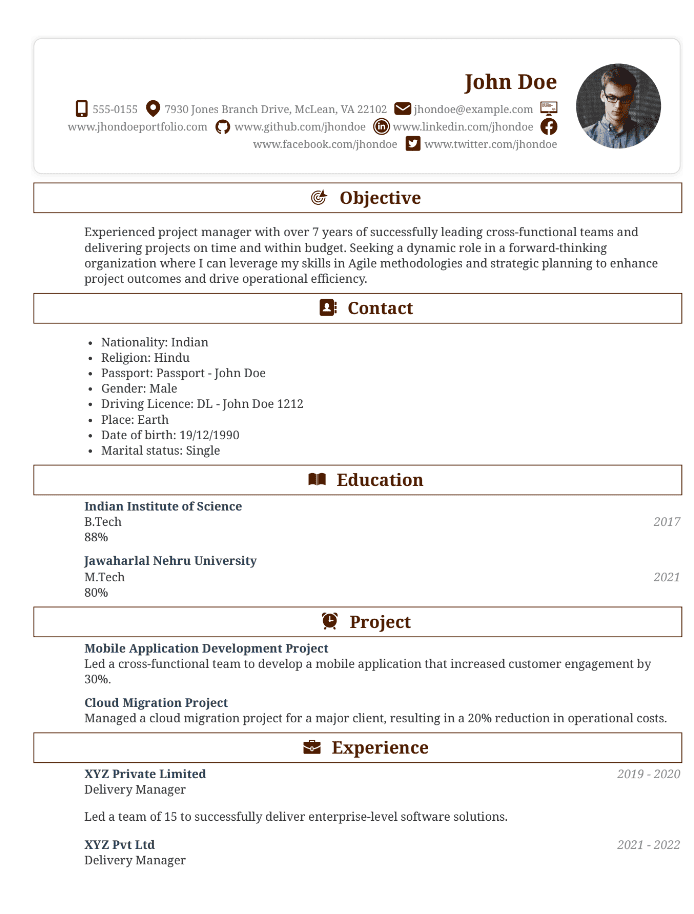 John Doe
555-0155 7930 Jones Branch Drive, McLean, VA 22102 jhondoe@example.com
www.jhondoeportfolio.com www.github.com/jhondoe www.linkedin.com/jhondoe
www.facebook.com/jhondoe www.twitter.com/jhondoe
Objective
Experienced project manager with over 7 years of successfully leading cross-functional teams and
delivering projects on time and within budget. Seeking a dynamic role in a forward-thinking
organization where I can leverage my skills in Agile methodologies and strategic planning to enhance
project outcomes and drive operational efficiency.
Contact
• Nationality: Indian
• Religion: Hindu
• Passport: Passport - John Doe
• Gender: Male
• Driving Licence: DL - John Doe 1212
• Place: Earth
• Date of birth: 19/12/1990
• Marital status: Single
Education
Indian Institute of Science
B.Tech 2017
88%
Jawaharlal Nehru University
M.Tech 2021
80%
Project
Mobile Application Development Project
Led a cross-functional team to develop a mobile application that increased customer engagement by
30%.
Cloud Migration Project
Managed a cloud migration project for a major client, resulting in a 20% reduction in operational costs.
Experience
XYZ Private Limited 2019 - 2020
Delivery Manager
Led a team of 15 to successfully deliver enterprise-level software solutions.
XYZ Pvt Ltd 2021 - 2022
Delivery Manager